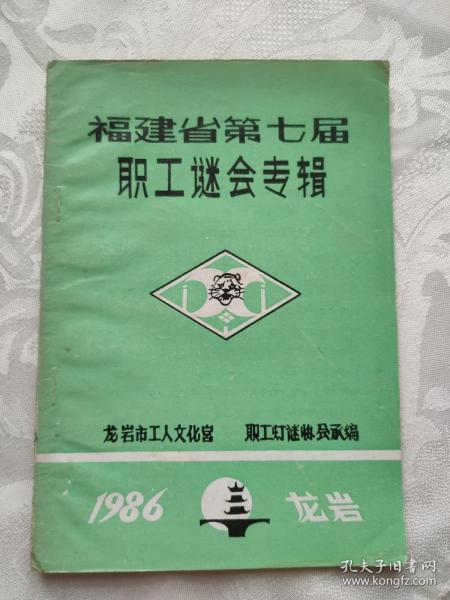 福建省第七届
职工谜会专辑
龙岩市工人文化宫 职工灯谜协会承编
1986 龙岩
孔夫子旧书网
www.kongfz.com